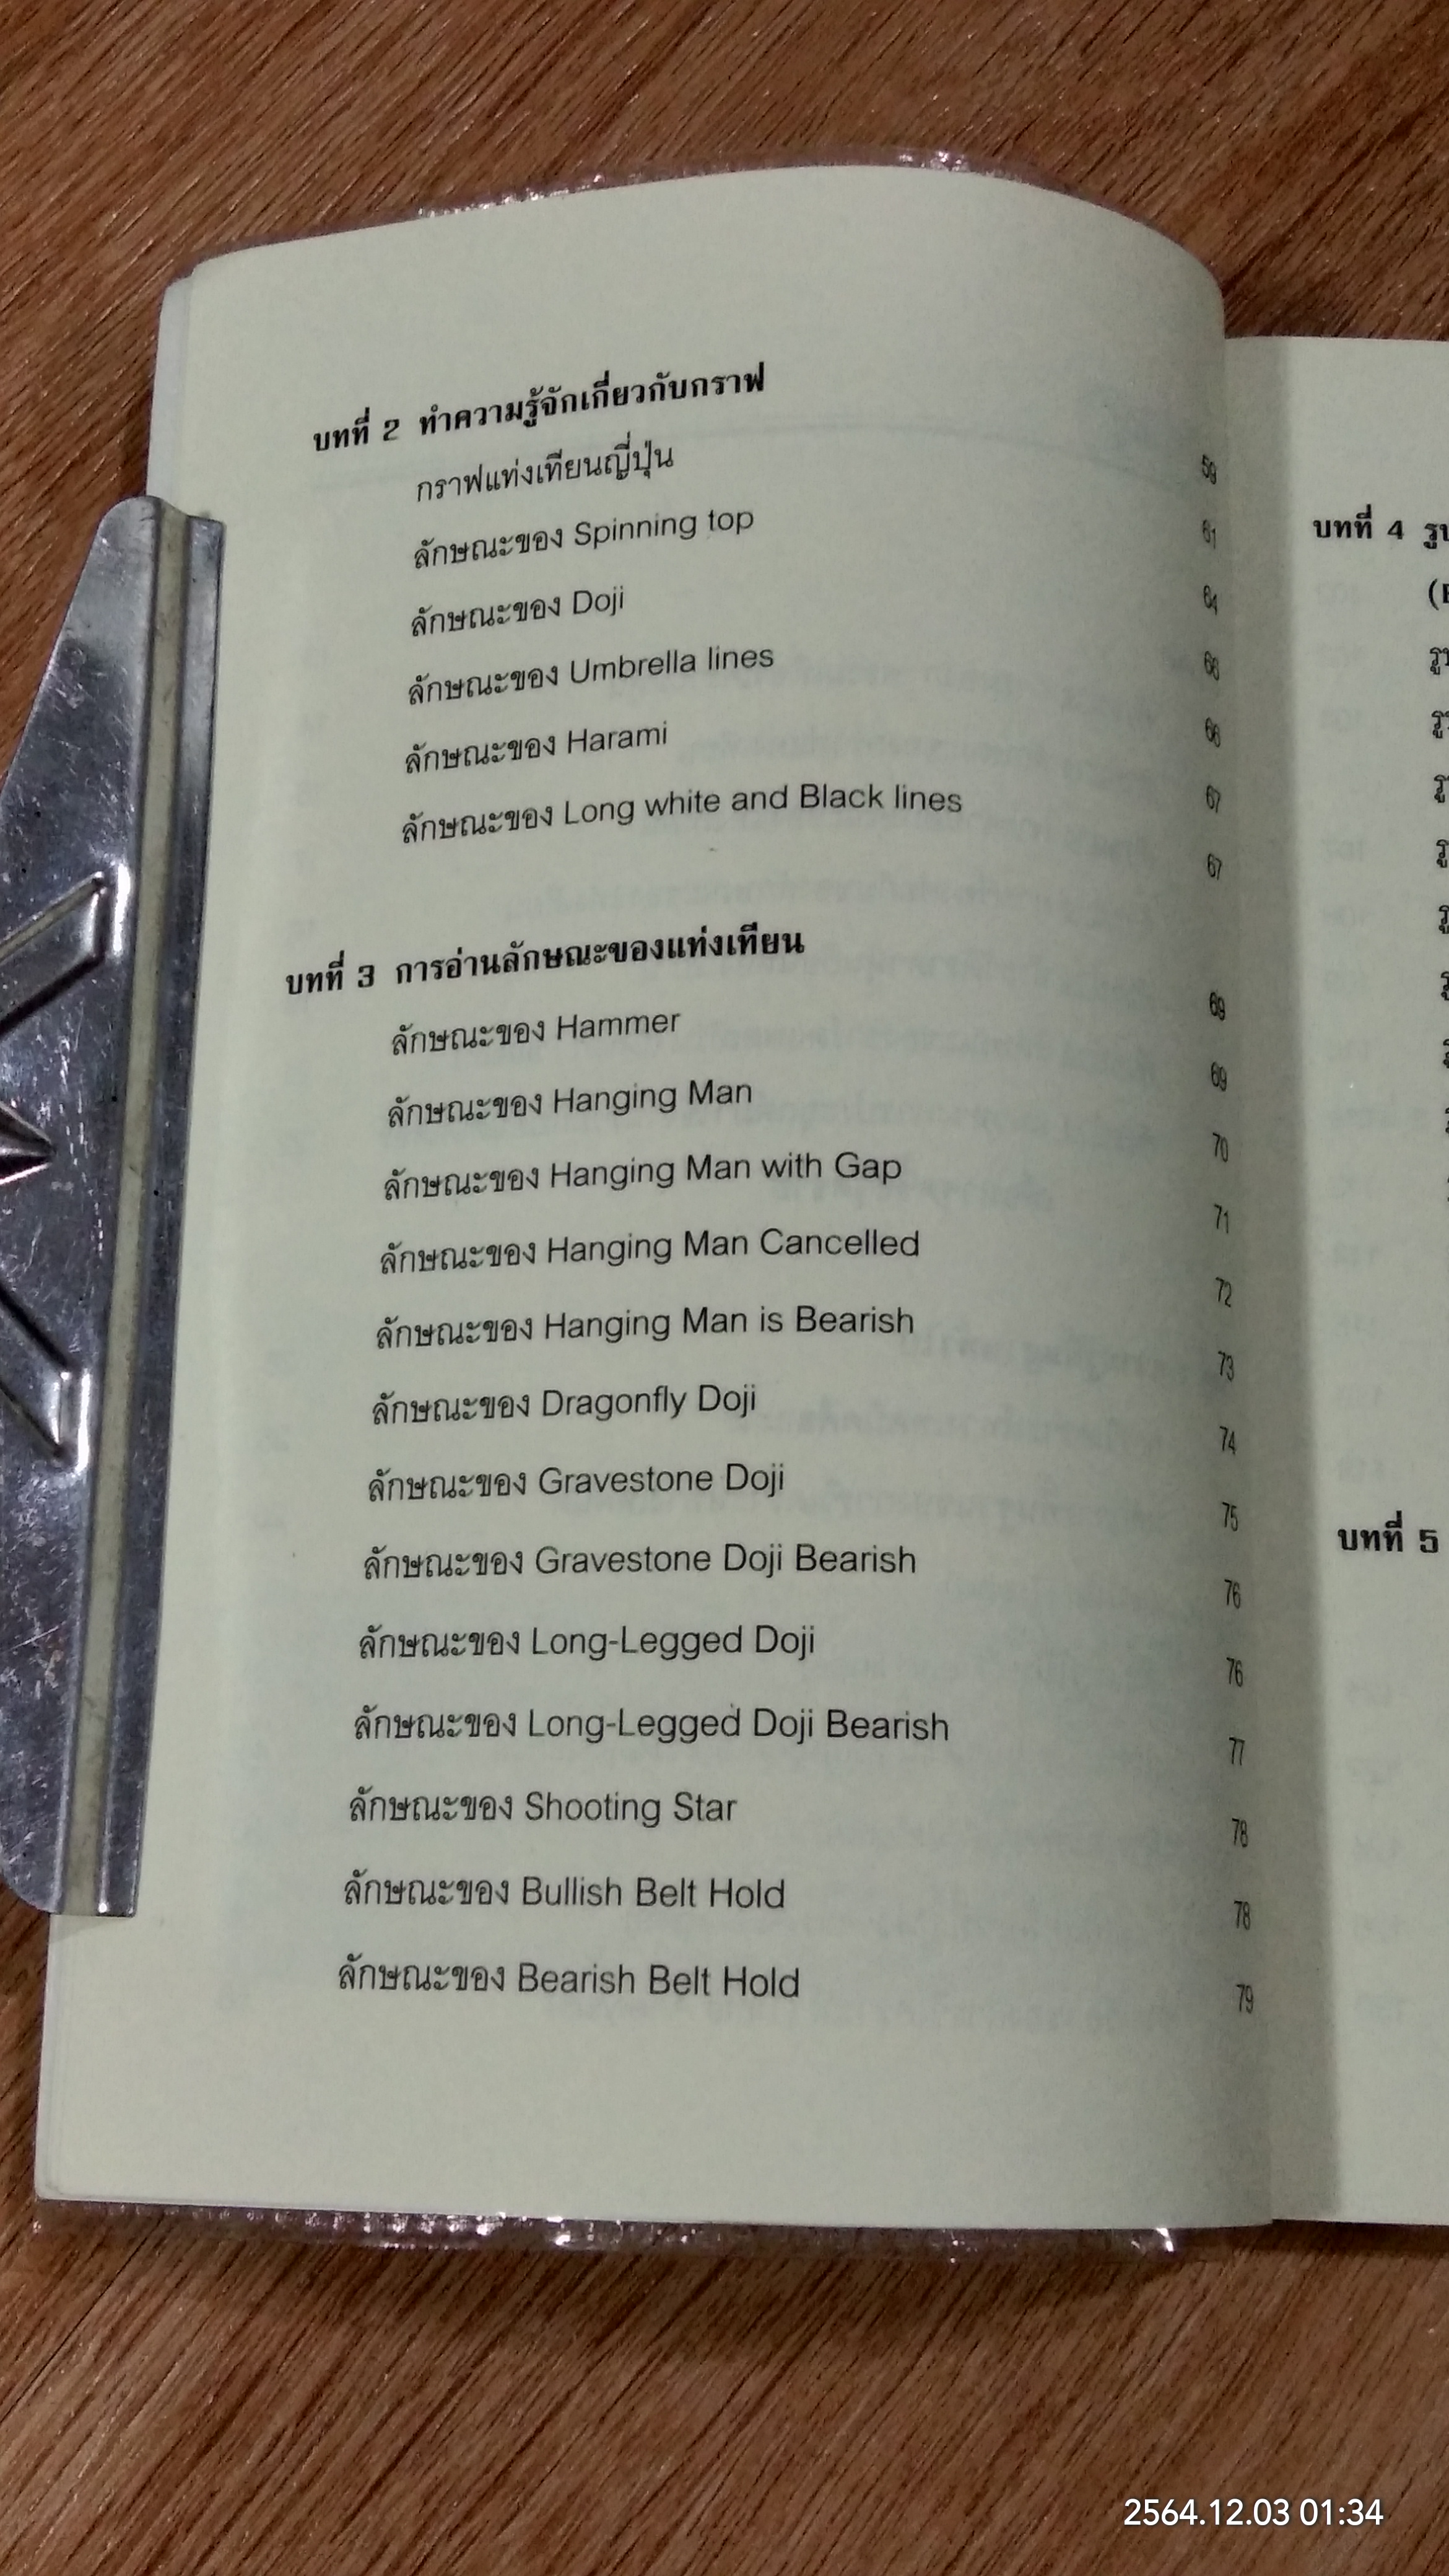 บทที่ 2 ทำความรู้จักเกี่ยวกับกราฟ 59
กราฟแท่งเทียนญี่ปุ่น 61
ลักษณะของ Spinning top 64
ลักษณะของ Doji 66
ลักษณะของ Umbrella lines 66
ลักษณะของ Harami 67
ลักษณะของ Long white and Black lines 67
บทที่ 3 การอ่านลักษณะของแท่งเทียน 69
ลักษณะของ Hammer 69
ลักษณะของ Hanging Man 70
ลักษณะของ Hanging Man with Gap 71
ลักษณะของ Hanging Man Cancelled 72
ลักษณะของ Hanging Man is Bearish 73
ลักษณะของ Dragonfly Doji 74
ลักษณะของ Gravestone Doji 75
ลักษณะของ Gravestone Doji Bearish 76
ลักษณะของ Long-Legged Doji 76
ลักษณะของ Long-Legged Doji Bearish 77
ลักษณะของ Shooting Star 78
ลักษณะของ Bullish Belt Hold 78
ลักษณะของ Bearish Belt Hold 79
บทที่ 4
บทที่ 5
2564.12.03 01:34